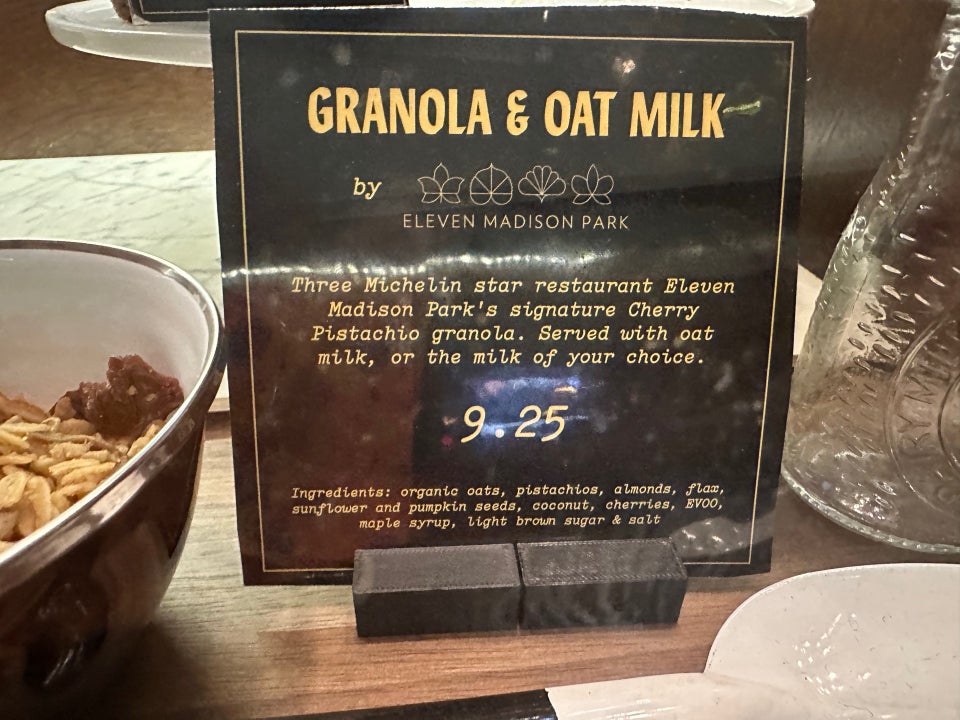 GRANOLA & OAT MILK
by
ELEVEN MADISON PARK
Three Michelin star restaurant Eleven
Madison Park's signature Cherry
Pistachio granola. Served with oat
milk, or the milk of your choice.
9.25
Ingredients: organic oats, pistachios, almonds, flax,
sunflower and pumpkin seeds, coconut, cherries, EVOO,
maple syrup, light brown sugar & salt